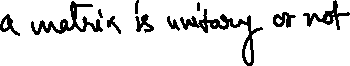 a matrix is unitary or not